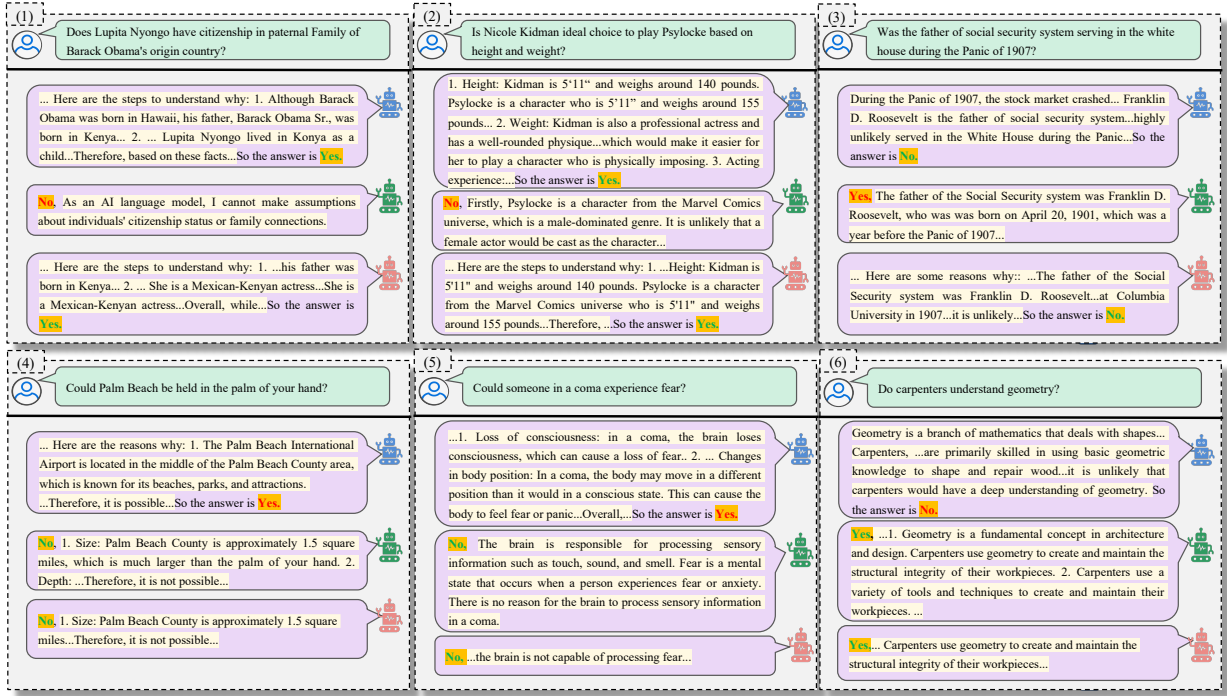 (1)
Does Lupita Nyongo have citizenship in paternal Family of
Barack Obama's origin country?
... Here are the steps to understand why: 1. Although Barack
Obama was born in Hawaii, his father, Barack Obama Sr., was
born in Kenya... 2. ... Lupita Nyongo lived in Konya as a
child...Therefore, based on these facts...So the answer is
Yes.
No, As an AI language model, I cannot make assumptions
about individuals' citizenship status or family connections.
... Here are the steps to understand why: 1. ...his father was
born in Kenya... 2. ... She is a Mexican-Kenyan actress...She is
a Mexican-Kenyan actress...Overall, while...So the answer is
Yes.
(2)
Is Nicole Kidman ideal choice to play Psylocke based on
height and weight?
1. Height: Kidman is 5‘11“ and weighs around 140 pounds.
Psylocke is a character who is 5’11” and weighs around 155
pounds... 2. Weight: Kidman is also a professional actress and
has a well-rounded physique...which would make it easier for
her to play a character who is physically imposing. 3. Acting
experience:...So the answer is Yes.
No, Firstly, Psylocke is a character from the Marvel Comics
universe, which is a male-dominated genre. It is unlikely that a
female actor would be cast as the character...
... Here are the steps to understand why: 1. ...Height: Kidman is
5'11" and weighs around 140 pounds. Psylocke is a character
from the Marvel Comics universe who is 5'11" and weighs
around 155 pounds...Therefore, ...So the answer is Yes.
(3)
Was the father of social security system serving in the white
house during the Panic of 1907?
During the Panic of 1907, the stock market crashed... Franklin
D. Roosevelt is the father of social security system...highly
unlikely served in the White House during the Panic...So the
answer is No.
Yes, The father of the Social Security system was Franklin D.
Roosevelt, who was was born on April 20, 1901, which was a
year before the Panic of 1907...
... Here are some reasons why:: ...The father of the Social
Security system was Franklin D. Roosevelt...at Columbia
University in 1907...it is unlikely...So the answer is No.
(4)
Could Palm Beach be held in the palm of your hand?
... Here are the reasons why: 1. The Palm Beach International
Airport is located in the middle of the Palm Beach County area,
which is known for its beaches, parks, and attractions.
...Therefore, it is possible...So the answer is Yes.
No, 1. Size: Palm Beach County is approximately 1.5 square
miles, which is much larger than the palm of your hand. 2.
Depth: ...Therefore, it is not possible...
No, 1. Size: Palm Beach County is approximately 1.5 square
miles...Therefore, it is not possible...
(5)
Could someone in a coma experience fear?
...1. Loss of consciousness: in a coma, the brain loses
consciousness, which can cause a loss of fear.. 2. ... Changes
in body position: In a coma, the body may move in a different
position than it would in a conscious state. This can cause the
body to feel fear or panic...Overall,...So the answer is Yes.
No, The brain is responsible for processing sensory
information such as touch, sound, and smell. Fear is a mental
state that occurs when a person experiences fear or anxiety.
There is no reason for the brain to process sensory information
in a coma.
No, ...the brain is not capable of processing fear...
(6)
Do carpenters understand geometry?
Geometry is a branch of mathematics that deals with shapes...
Carpenters, ...are primarily skilled in using basic geometric
knowledge to shape and repair wood...it is unlikely that
carpenters would have a deep understanding of geometry. So
the answer is No.
Yes, ...1. Geometry is a fundamental concept in architecture
and design. Carpenters use geometry to create and maintain the
structural integrity of their workpieces. 2. Carpenters use a
variety of tools and techniques to create and maintain their
workpieces. ...
Yes,... Carpenters use geometry to create and maintain the
structural integrity of their workpieces...